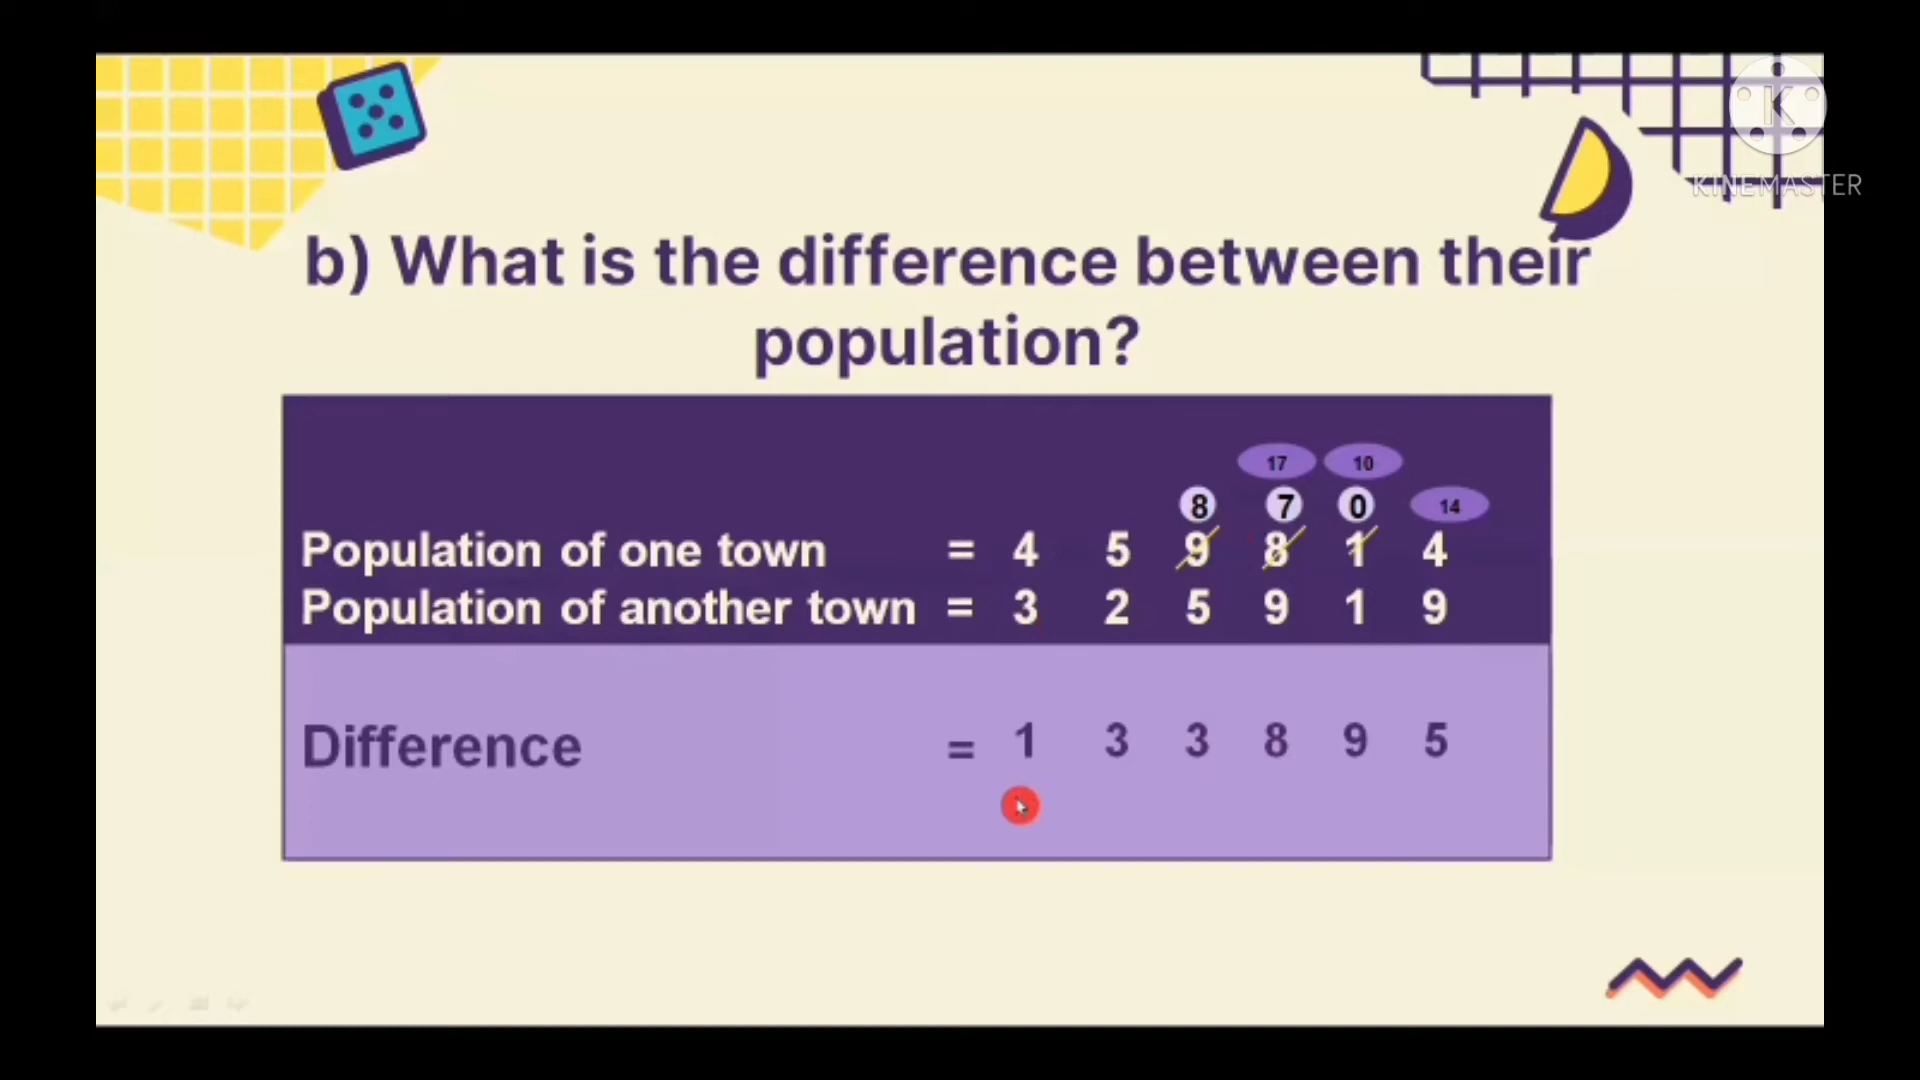 K
KINEMASTER
b) What is the difference between their
population?
17 10
8 7 0 14
Population of one town = 4 5 9 8 1 4
Population of another town = 3 2 5 9 1 9
Difference = 1 3 3 8 9 5